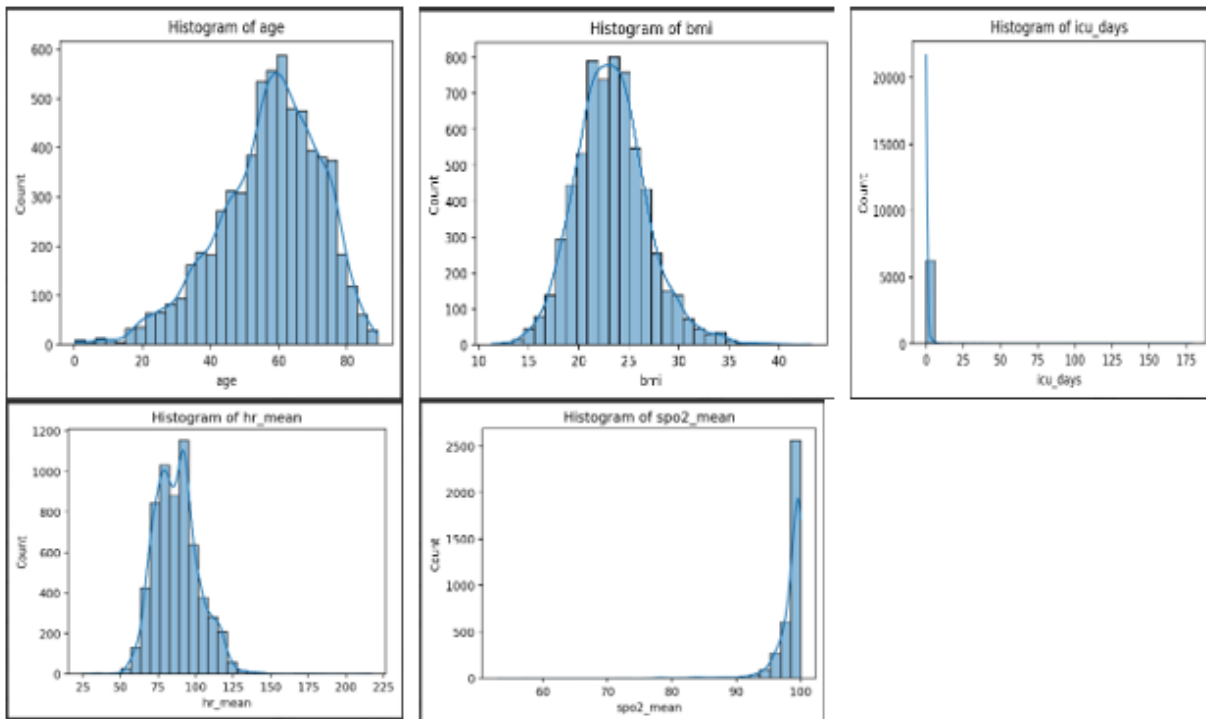 Histogram of age
600
500
400
300
200
100
0
Count
0 20 40 60 80
age
Histogram of bmi
800
700
600
500
400
300
200
100
0
Count
10 15 20 25 30 35 40
bmi
Histogram of icu_days
20000
15000
10000
5000
0
Count
0 25 50 75 100 125 150 175
icu_days
Histogram of hr_mean
1200
1000
800
600
400
200
0
Count
25 50 75 100 125 150 175 200 225
hr_mean
Histogram of spo2_mean
2500
2000
1500
1000
500
0
Count
60 70 80 90 100
spo2_mean